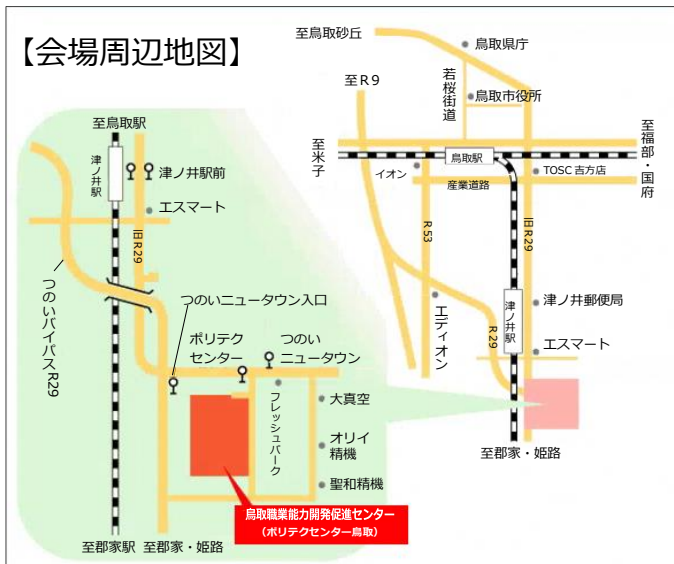 【会場周辺地図】
至鳥取駅
津ノ井駅
津ノ井駅前
エスマート
旧R29
つのいバイパスR29
つのいニュータウン入口
ポリテク
センター
つのい
ニュータウン
フレッシュパーク
大真空
オリイ
精機
聖和精機
鳥取職業能力開発促進センター
（ポリテクセンター鳥取）
至郡家駅
至郡家・姫路
至鳥取砂丘
鳥取県庁
至R9
若桜街道
鳥取市役所
至米子
鳥取駅
至福部・国府
イオン
産業道路
TOSC 吉方店
R.53
旧R29
エディオン
R29
津ノ井駅
津ノ井郵便局
エスマート
至郡家・姫路